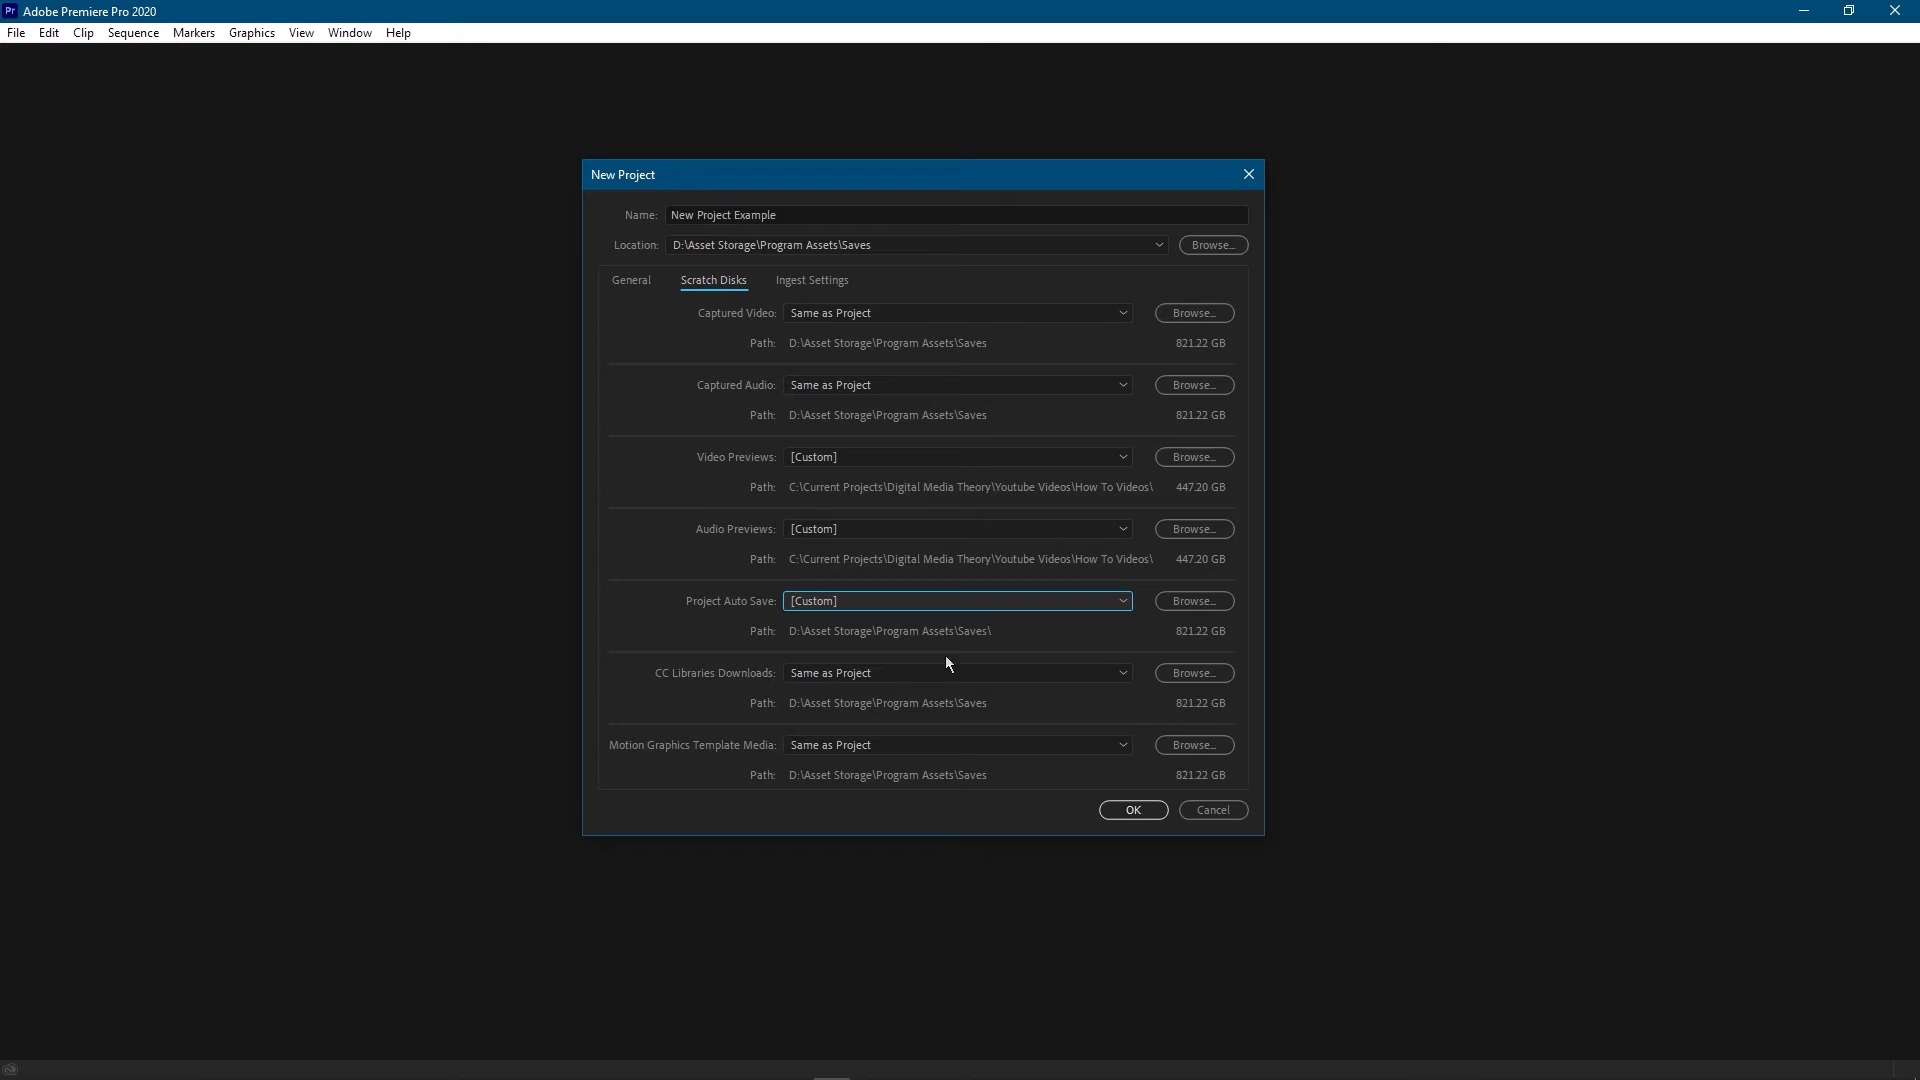 Pr Adobe Premiere Pro 2020
File Edit Clip Sequence Markers Graphics View Window Help
New Project
Name: New Project Example
Location: D:\Asset Storage\Program Assets\Saves Browse...
General Scratch Disks Ingest Settings
Captured Video: Same as Project Browse...
Path: D:\Asset Storage\Program Assets\Saves 821.22 GB
Captured Audio: Same as Project Browse...
Path: D:\Asset Storage\Program Assets\Saves 821.22 GB
Video Previews: [Custom] Browse...
Path: C:\Current Projects\Digital Media Theory\Youtube Videos\How To Videos\ 447.20 GB
Audio Previews: [Custom] Browse...
Path: C:\Current Projects\Digital Media Theory\Youtube Videos\How To Videos\ 447.20 GB
Project Auto Save: [Custom] Browse...
Path: D:\Asset Storage\Program Assets\Saves\ 821.22 GB
CC Libraries Downloads: Same as Project Browse...
Path: D:\Asset Storage\Program Assets\Saves 821.22 GB
Motion Graphics Template Media: Same as Project Browse...
Path: D:\Asset Storage\Program Assets\Saves 821.22 GB
OK Cancel